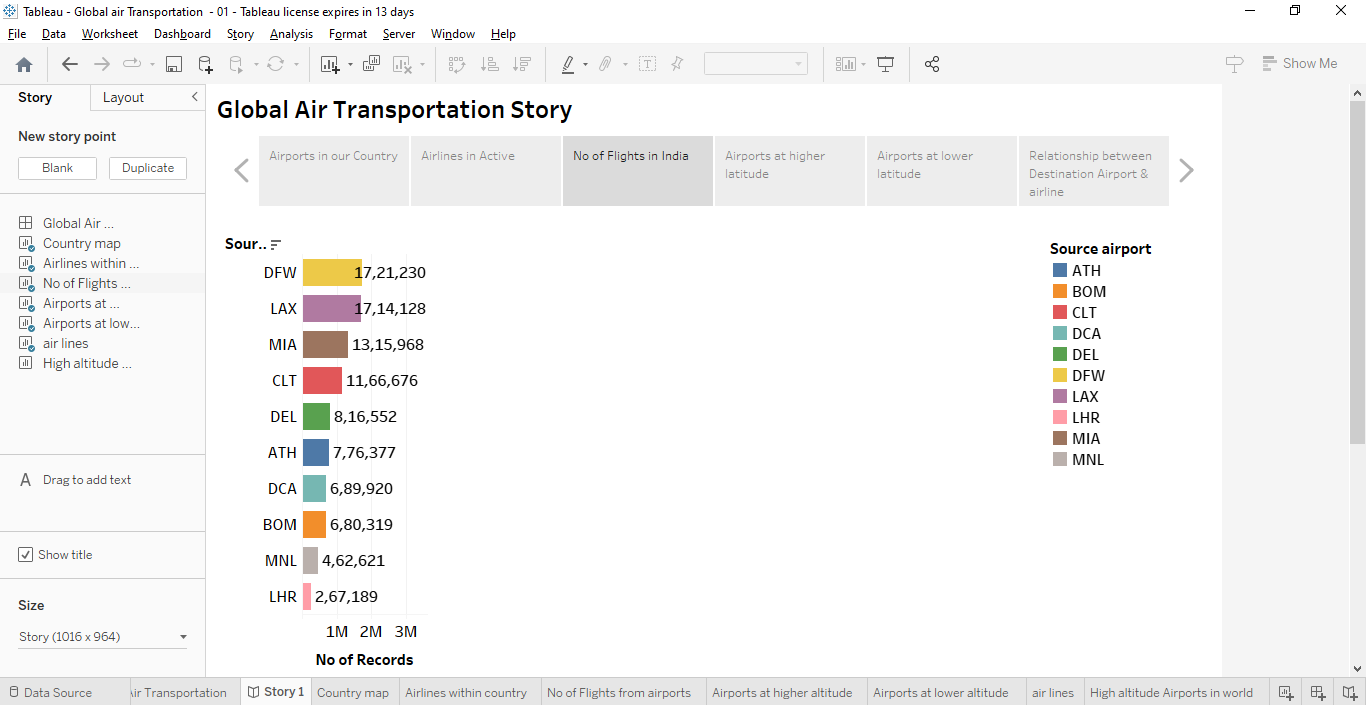 Tableau - Global air Transportation - 01 - Tableau license expires in 13 days
File Data Worksheet Dashboard Story Analysis Format Server Window Help
Show Me
Story Layout
New story point
Blank Duplicate
Global Air ...
Country map
Airlines within ...
No of Flights ...
Airports at ...
Airports at low...
air lines
High altitude ...
A Drag to add text
Show title
Size
Story (1016 x 964)
Global Air Transportation Story
Airports in our Country
Airlines in Active
No of Flights in India
Airports at higher
latitude
Airports at lower
latitude
Relationship between
Destination Airport &
airline
Sour..
DFW 17,21,230
LAX 17,14,128
MIA 13,15,968
CLT 11,66,676
DEL 8,16,552
ATH 7,76,377
DCA 6,89,920
BOM 6,80,319
MNL 4,62,621
LHR 2,67,189
1M 2M 3M
No of Records
Source airport
ATH
BOM
CLT
DCA
DEL
DFW
LAX
LHR
MIA
MNL
Data Source ir Transportation Story 1 Country map Airlines within country No of Flights from airports Airports at higher altitude Airports at lower altitude air lines High altitude Airports in world